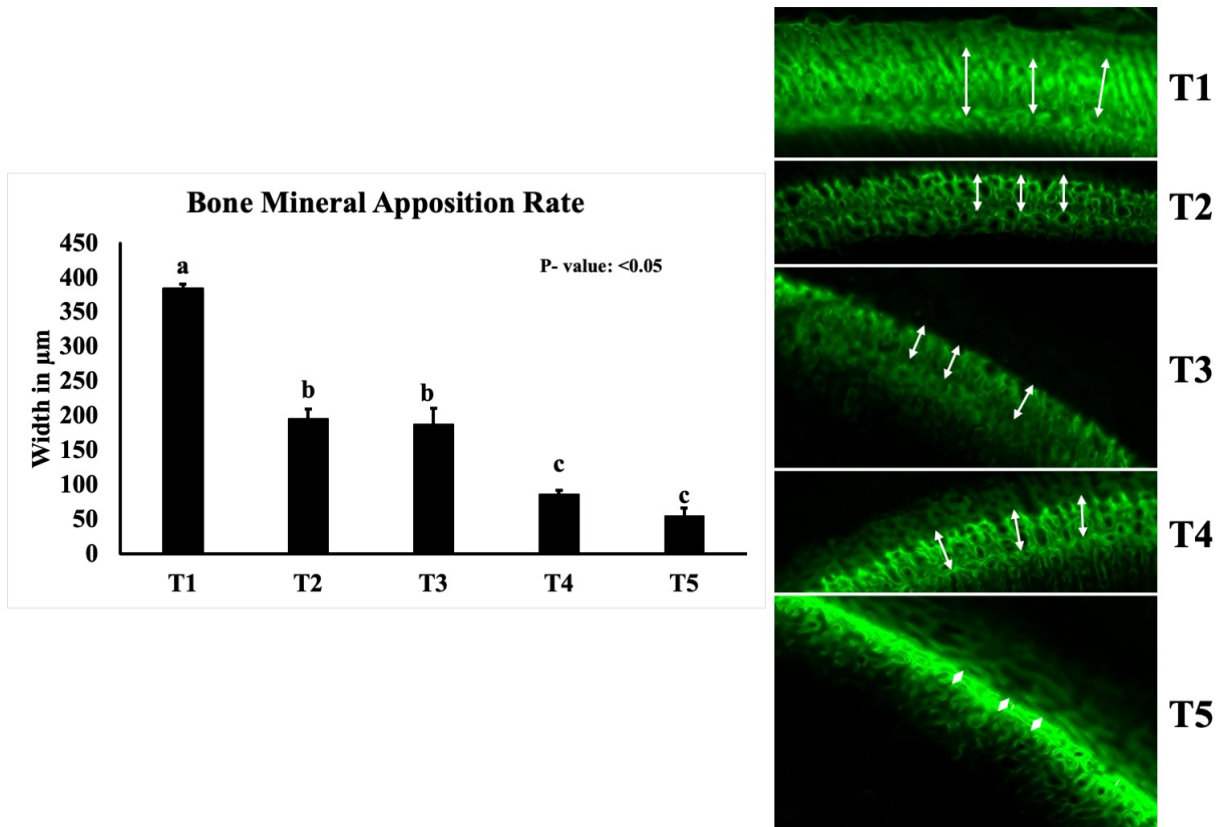 Bone Mineral Apposition Rate
P- value: <0.05
Width in µm
450
400
350
300
250
200
150
100
50
0
a
b
b
c
c
T1
T2
T3
T4
T5
T1
T2
T3
T4
T5